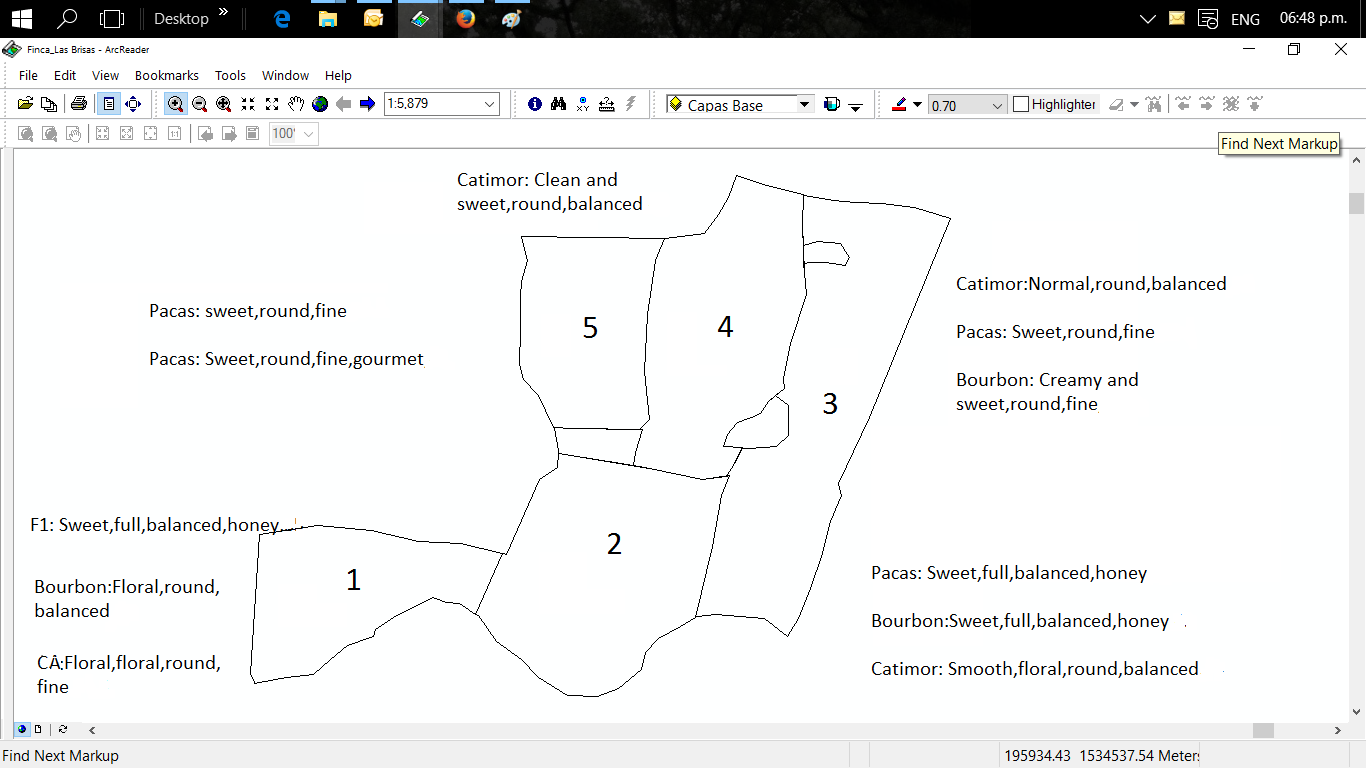 Desktop »
ENG 06:48 p.m.
Finca_Las Brisas - ArcReader
File Edit View Bookmarks Tools Window Help
1:5,879 Capas Base 0.70 Highlighter
1:1 100'
Find Next Markup
Catimor: Clean and
sweet,round,balanced
Pacas: sweet,round,fine
Pacas: Sweet,round,fine,gourmet
5
4
3
Catimor:Normal,round,balanced
Pacas: Sweet,round,fine
Bourbon: Creamy and
sweet,round,fine
F1: Sweet,full,balanced,honey
Bourbon:Floral,round,
balanced
CA:Floral,floral,round,
fine
1
2
Pacas: Sweet,full,balanced,honey
Bourbon:Sweet,full,balanced,honey
Catimor: Smooth,floral,round,balanced
Find Next Markup
195934.43 1534537.54 Meters